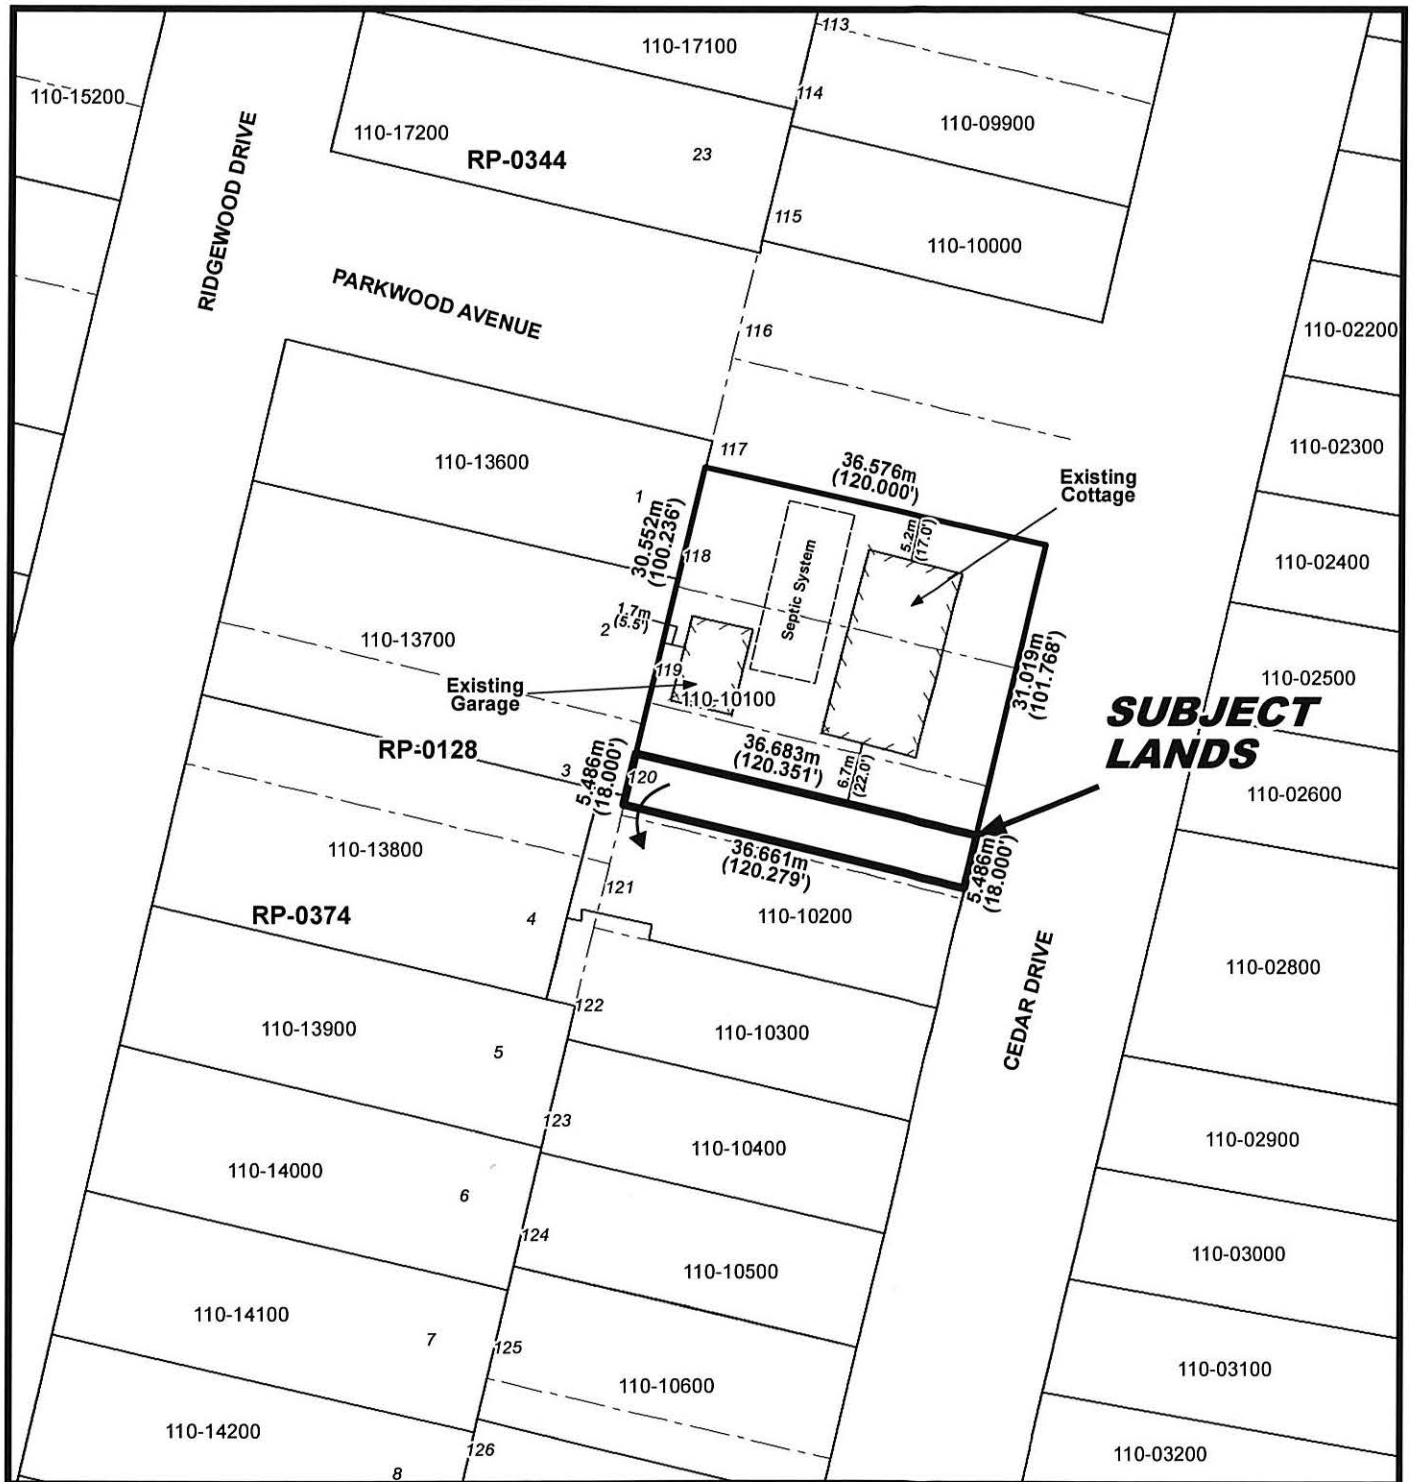 113
110-17100
114
110-15200
110-09900
110-17200
RP-0344
23
RIDGEWOOD DRIVE
115
110-10000
PARKWOOD AVENUE
116
110-02200
117
110-02300
110-13600
36.576m
(120.000')
Existing
Cottage
1
30.552m
(100.236')
5.2m
(17.0')
118
Septic System
110-02400
1.7m
(5.5')
2
110-13700
119
31.019m
(101.768')
110-02500
Existing
Garage
110-10100
SUBJECT
LANDS
RP-0128
36.683m
(120.351')
6.7m
(22.0')
3
5.486m
(18.000')
120
110-02600
110-13800
36.661m
(120.279')
5.486m
(18.000')
121
RP-0374
4
110-10200
110-02800
CEDAR DRIVE
122
110-13900
5
110-10300
123
110-10400
110-02900
110-14000
6
124
110-10500
110-03000
110-14100
7
125
110-10600
110-03100
110-14200
126
8
110-03200